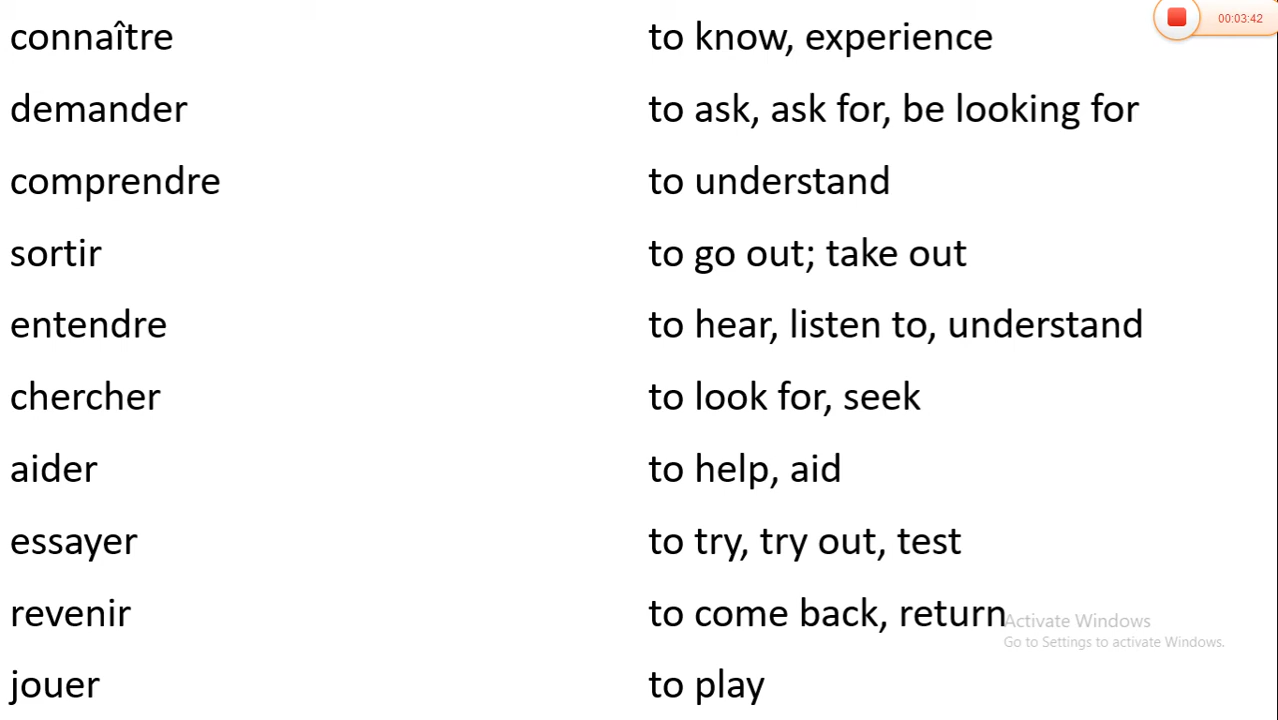 00:03:42
connaître to know, experience
demander to ask, ask for, be looking for
comprendre to understand
sortir to go out; take out
entendre to hear, listen to, understand
chercher to look for, seek
aider to help, aid
essayer to try, try out, test
revenir to come back, return
Activate Windows
Go to Settings to activate Windows.
jouer to play